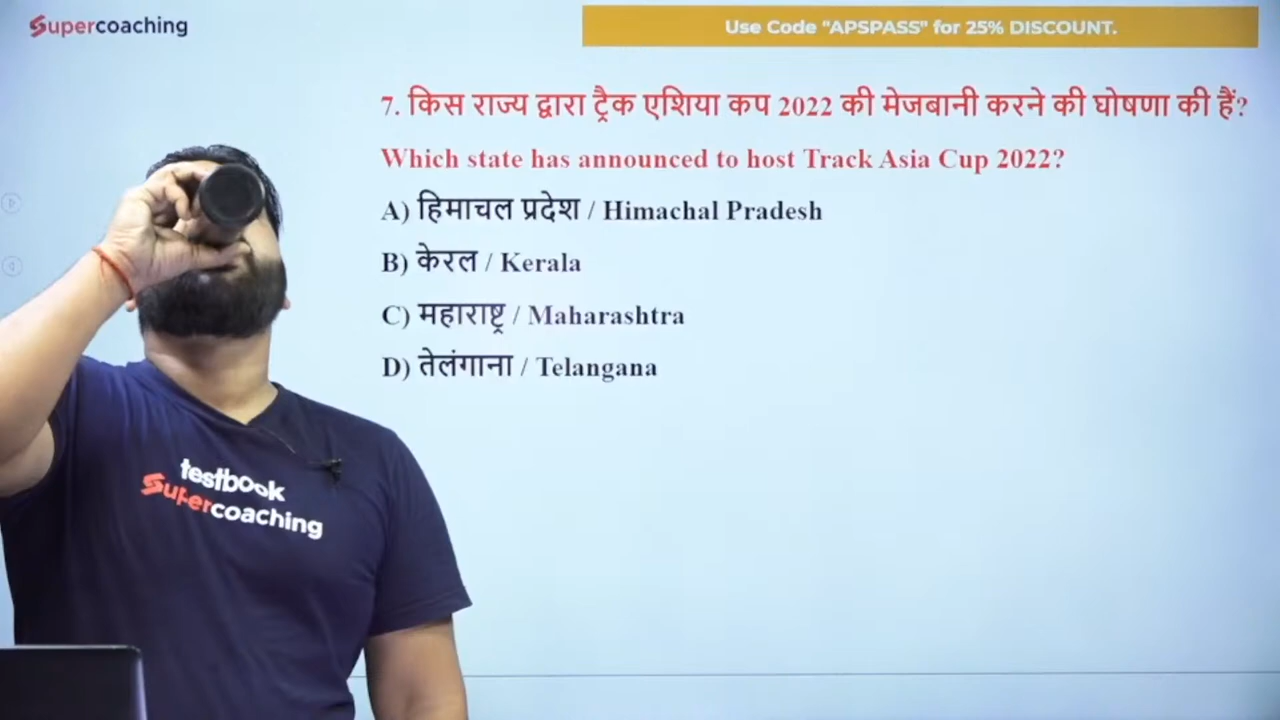 Supercoaching
Use Code "APSPASS" for 25% DISCOUNT.
7. किस राज्य द्वारा ट्रैक एशिया कप 2022 की मेजबानी करने की घोषणा की हैं?
Which state has announced to host Track Asia Cup 2022?
A) हिमाचल प्रदेश / Himachal Pradesh
B) केरल / Kerala
C) महाराष्ट्र / Maharashtra
D) तेलंगाना / Telangana
testbook
Supercoaching